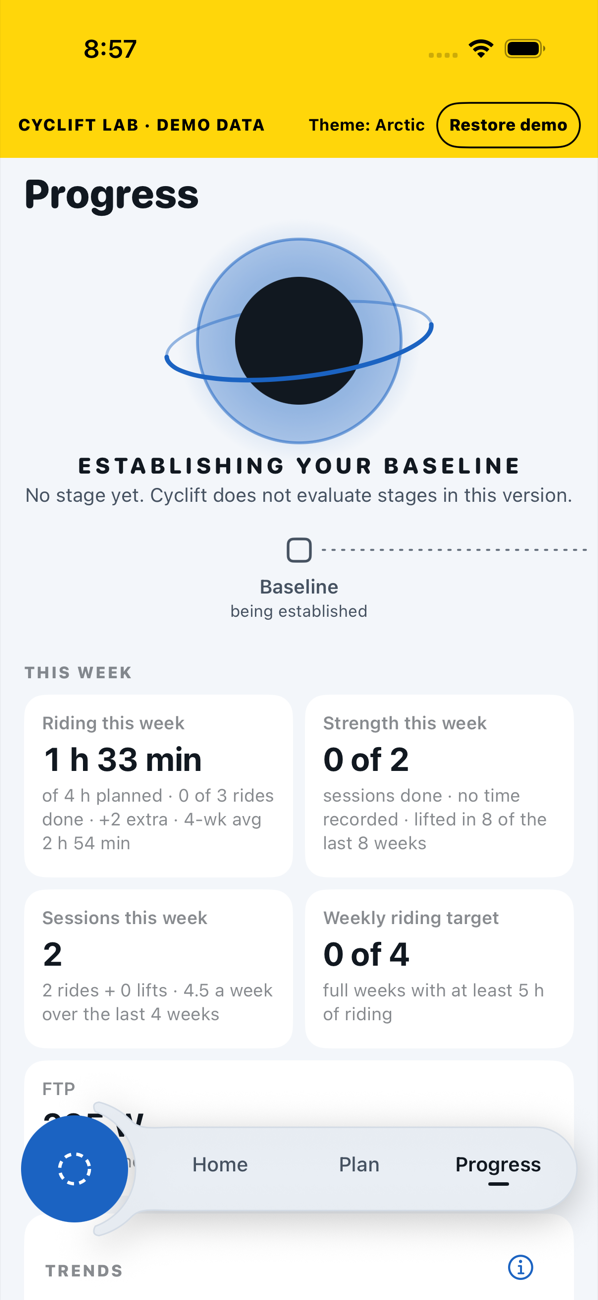 8:57
CYCLIFT LAB · DEMO DATA
Theme: Arctic
Restore demo
Progress
ESTABLISHING YOUR BASELINE
No stage yet. Cyclift does not evaluate stages in this version.
Baseline
being established
THIS WEEK
Riding this week
1 h 33 min
of 4 h planned · 0 of 3 rides
done · +2 extra · 4-wk avg
2 h 54 min
Strength this week
0 of 2
sessions done · no time
recorded · lifted in 8 of the
last 8 weeks
Sessions this week
2
2 rides + 0 lifts · 4.5 a week
over the last 4 weeks
Weekly riding target
0 of 4
full weeks with at least 5 h
of riding
FTP
Home
Plan
Progress
TRENDS